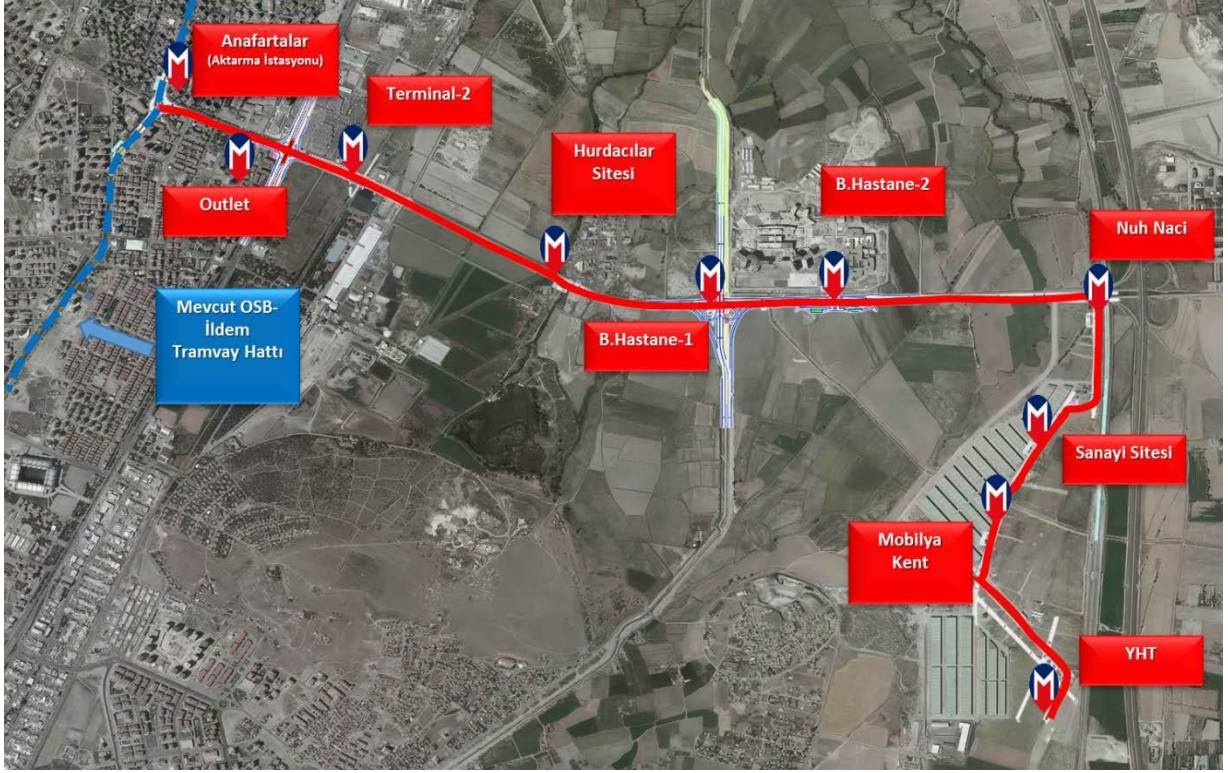 Anafartalar
(Aktarma İstasyonu)
Terminal-2
Outlet
Hurdacılar
Sitesi
B.Hastane-2
Nuh Naci
Mevcut OSB-
İldem
Tramvay Hattı
B.Hastane-1
Sanayi Sitesi
Mobilya
Kent
YHT